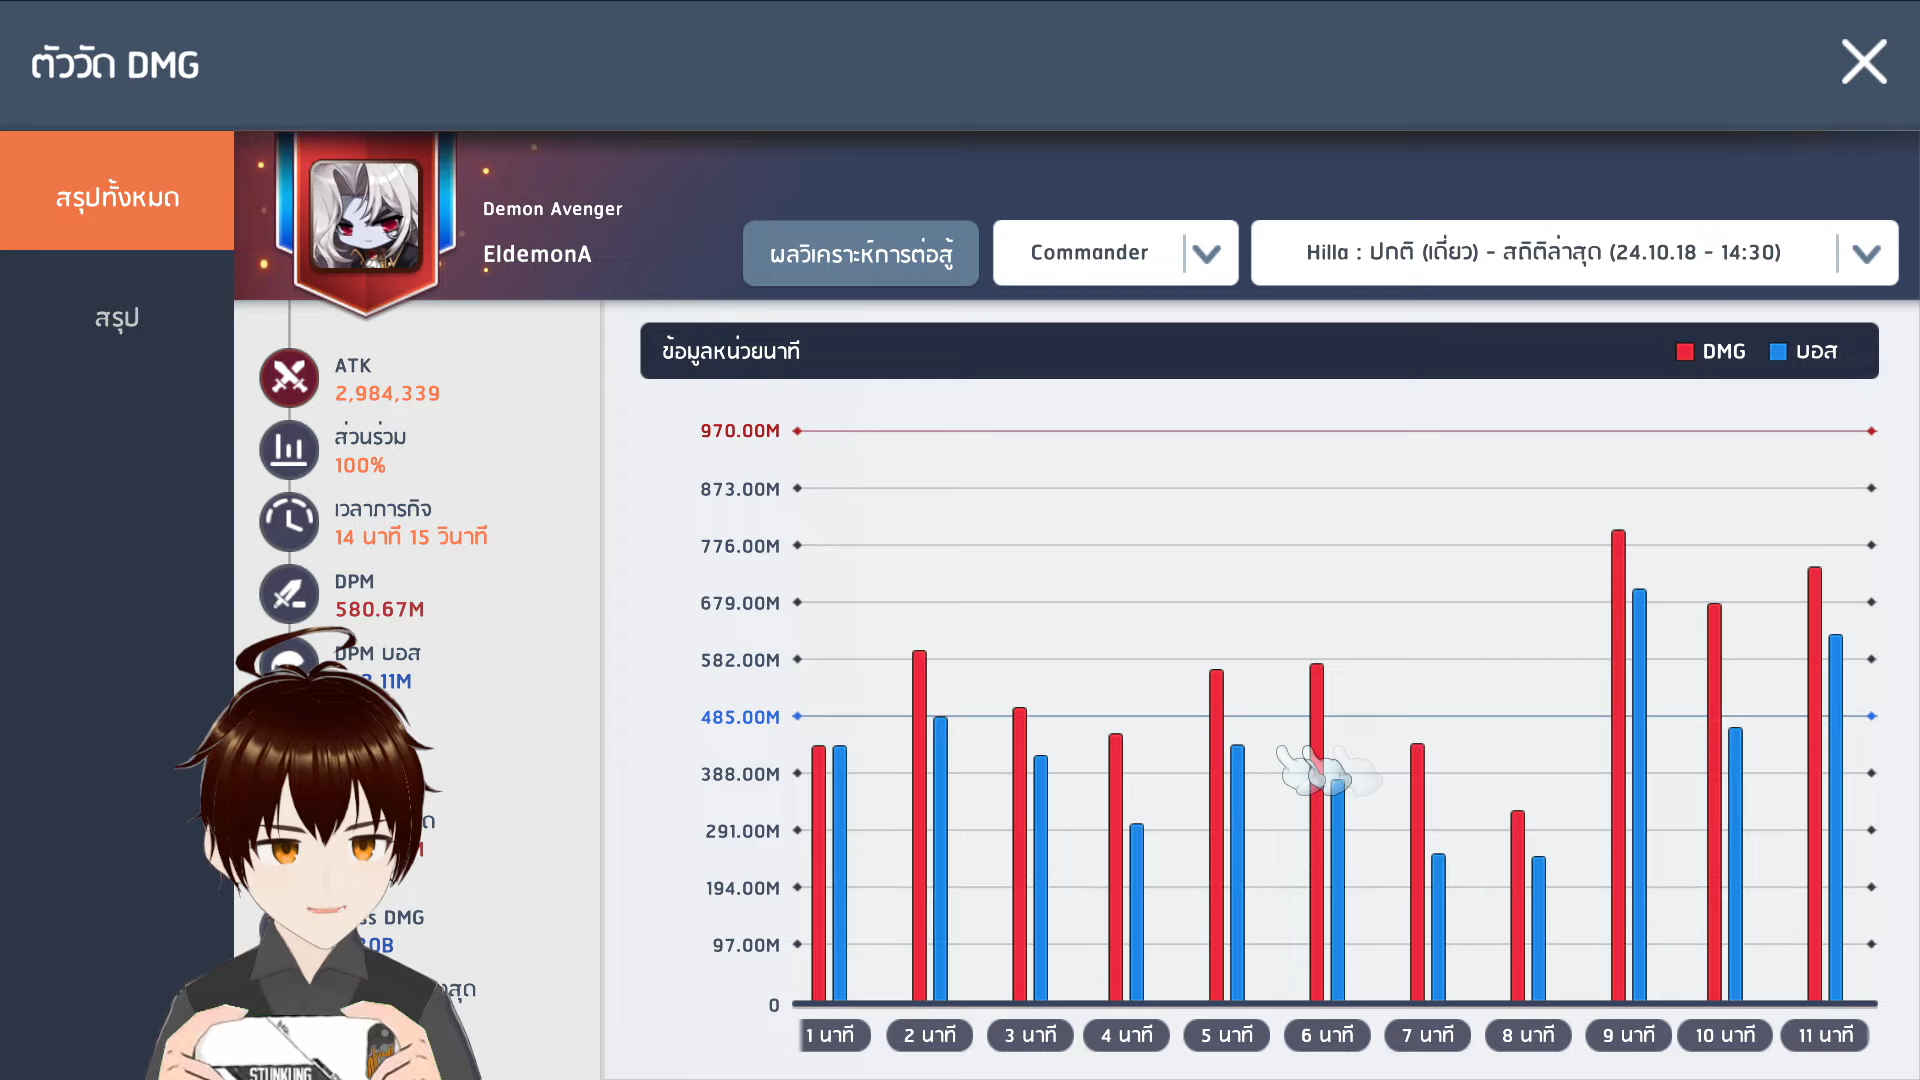 ตัววัด DMG
สรุปทั้งหมด
สรุป
Demon Avenger
EldemonA
ผลวิเคราะห์การต่อสู้
Commander
Hilla : ปกติ (เดี่ยว) - สถิติล่าสุด (24.10.18 - 14:30)
ATK
2,984,339
ส่วนร่วม
100%
เวลาภารกิจ
14 นาที 15 วินาที
DPM
580.67M
DPM บอส
.11M
DMG
0B
ข้อมูลหน่วยนาที
DMG
บอส
970.00M
873.00M
776.00M
679.00M
582.00M
485.00M
388.00M
291.00M
194.00M
97.00M
0
1 นาที
2 นาที
3 นาที
4 นาที
5 นาที
6 นาที
7 นาที
8 นาที
9 นาที
10 นาที
11 นาที
STUNKUNG